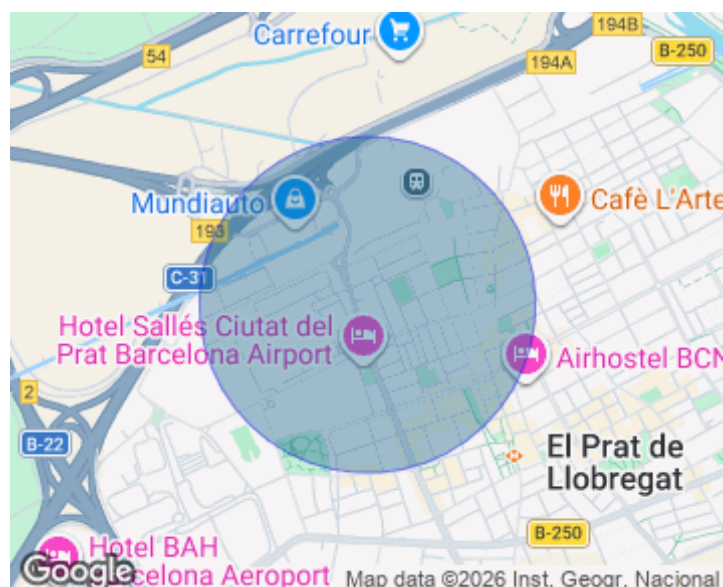 194B
Carrefour
54
B-250
194A
Mundiauto
Cafè L'Arte
193
C-31
Hotel Sallés Ciutat del
Prat Barcelona Airport
Airhostel BCN
2
B-22
El Prat de
Llobregat
B-250
Hotel BAH
Barcelona Aeroport
Google
Map data ©2026 Inst. Geogr. Nacional